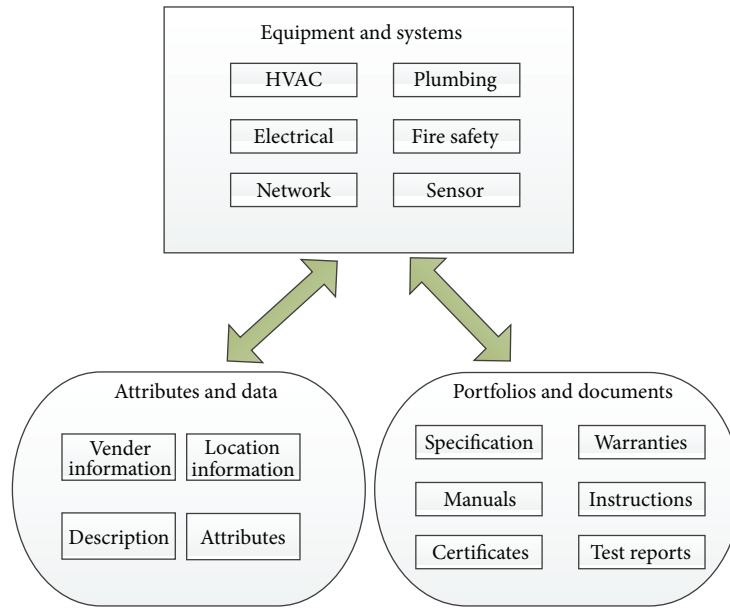 Equipment and systems
HVAC
Plumbing
Electrical
Fire safety
Network
Sensor
Attributes and data
Vender
information
Location
information
Description
Attributes
Portfolios and documents
Specification
Warranties
Manuals
Instructions
Certificates
Test reports